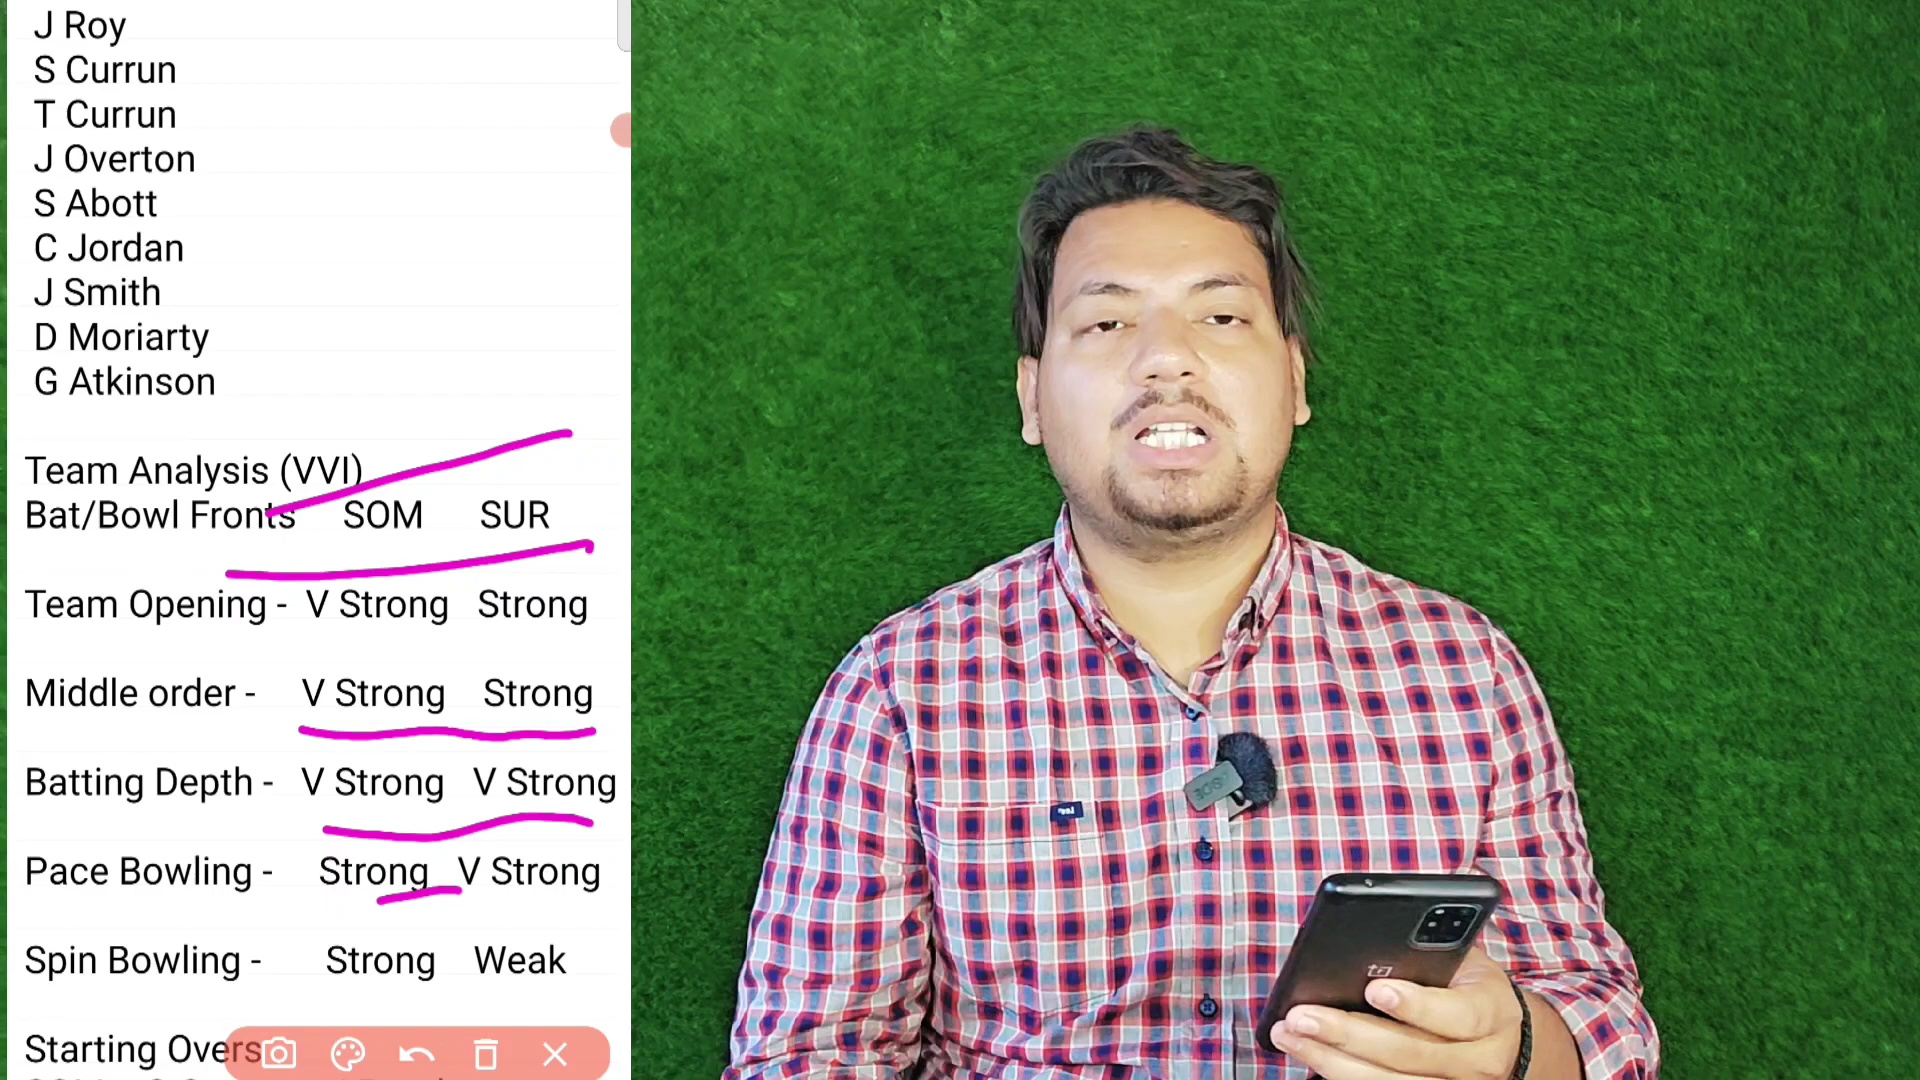 J Roy
S Currun
T Currun
J Overton
S Abott
C Jordan
J Smith
D Moriarty
G Atkinson
Team Analysis (VVI)
Bat/Bowl Fronts SOM SUR
Team Opening - V Strong Strong
Middle order - V Strong Strong
Batting Depth - V Strong V Strong
Pace Bowling - Strong V Strong
Spin Bowling - Strong Weak
Starting Overs